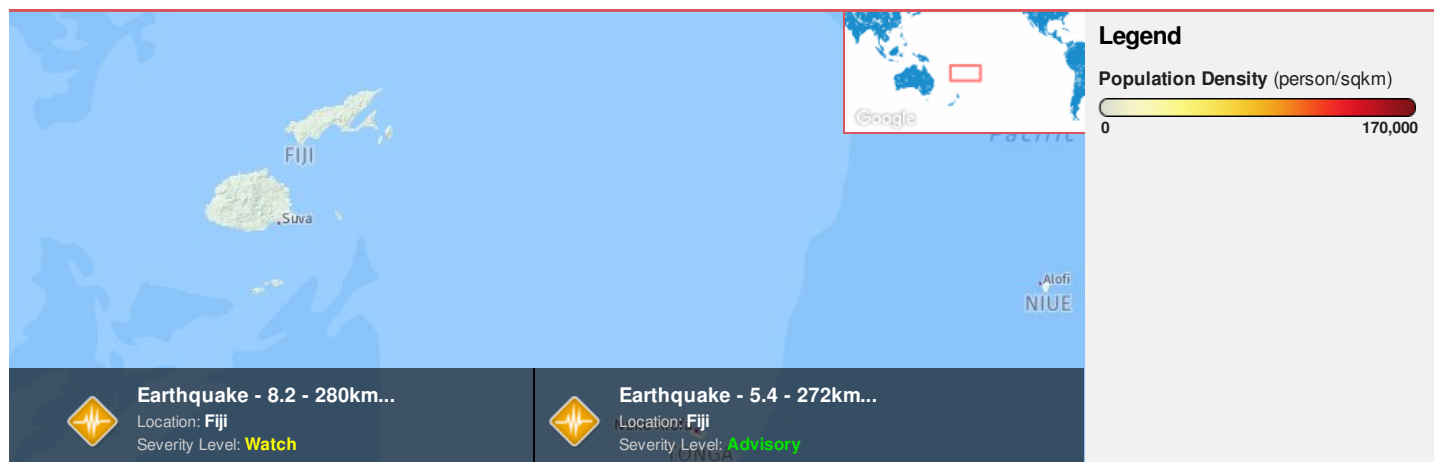 Google
Pacific
FIJI
Suva
Alofi
NIUE
Earthquake - 8.2 - 280km...
Location: Fiji
Severity Level: Watch
Earthquake - 5.4 - 272km...
Location: Fiji
Severity Level: Advisory
TONGA
Legend
Population Density (person/sqkm)
0 170,000